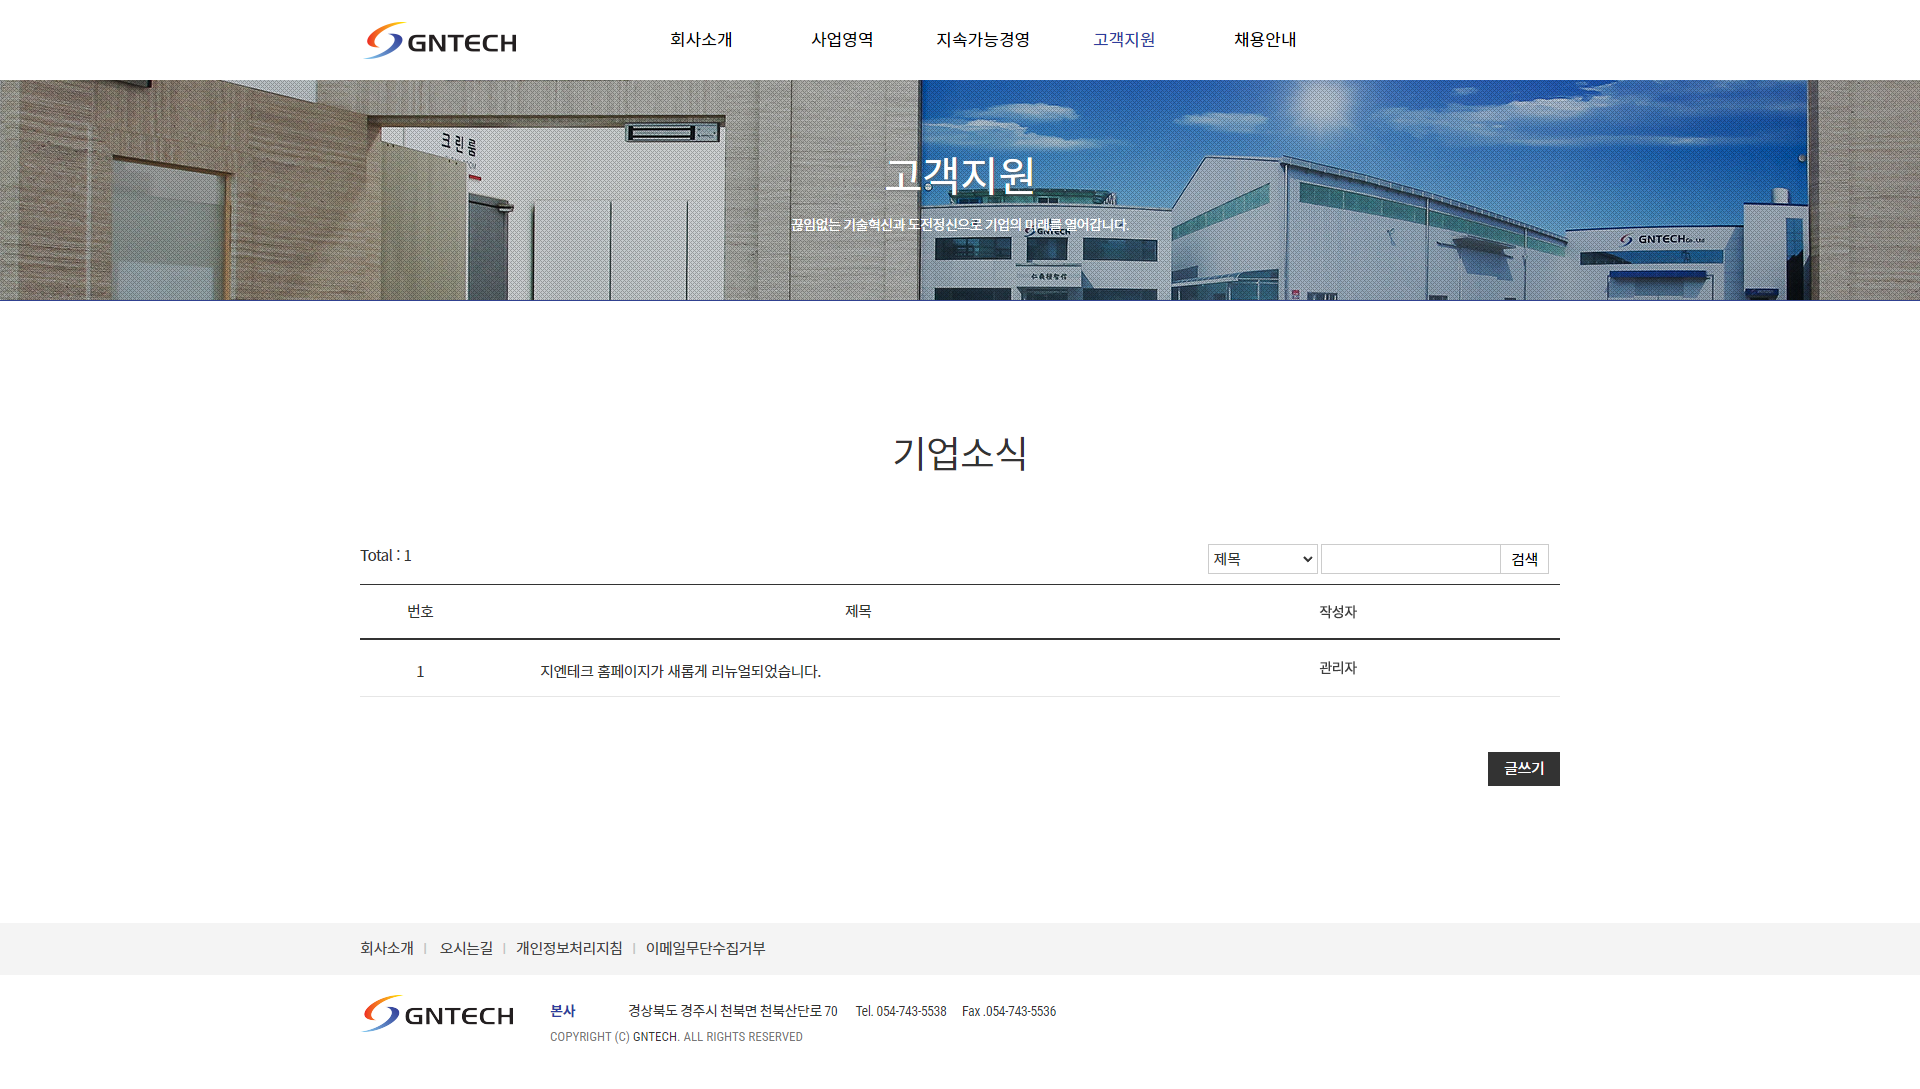 GNTECH
회사소개
사업영역
지속가능경영
고객지원
채용안내
크린룸
고객지원
끊임없는 기술혁신과 도전정신으로 기업의 미래를 열어갑니다.
GNTECH
GNTECH Co., Ltd
기업소식
Total : 1
제목
검색
번호 제목 작성자
1 지엔테크 홈페이지가 새롭게 리뉴얼되었습니다. 관리자
글쓰기
회사소개 | 오시는길 | 개인정보처리지침 | 이메일무단수집거부
GNTECH
본사 경상북도 경주시 천북면 천북산단로 70 Tel. 054-743-5538 Fax .054-743-5536
COPYRIGHT (C) GNTECH. ALL RIGHTS RESERVED